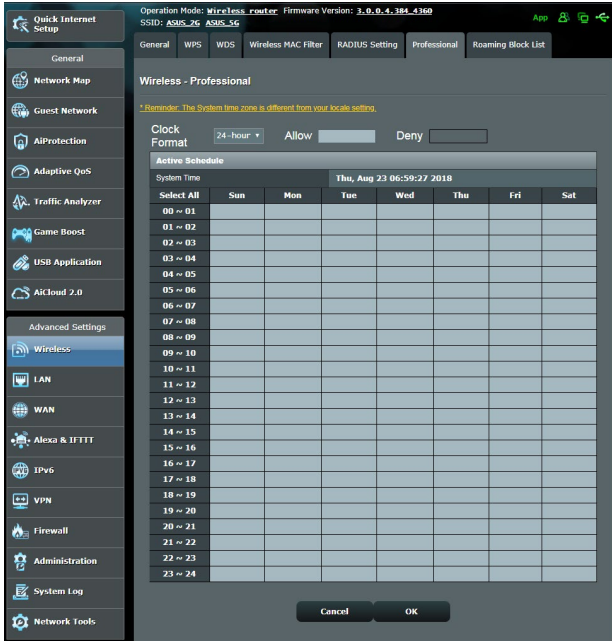 Quick Internet
Setup
Operation Mode: Wireless router Firmware Version: 3.0.0.4.384_4360
SSID: ASUS_2G ASUS_5G
App
General WPS WDS Wireless MAC Filter RADIUS Setting Professional Roaming Block List
General
Network Map
Guest Network
AiProtection
Adaptive QoS
Traffic Analyzer
Game Boost
USB Application
AiCloud 2.0
Advanced Settings
Wireless
LAN
WAN
Alexa & IFTTT
IPv6
VPN
Firewall
Administration
System Log
Network Tools
Wireless - Professional
* Reminder: The System time zone is different from your locale setting.
Clock
Format 24-hour Allow Deny
Active Schedule
System Time Thu, Aug 23 06:59:27 2018
Select All Sun Mon Tue Wed Thu Fri Sat
00 ~ 01
01 ~ 02
02 ~ 03
03 ~ 04
04 ~ 05
05 ~ 06
06 ~ 07
07 ~ 08
08 ~ 09
09 ~ 10
10 ~ 11
11 ~ 12
12 ~ 13
13 ~ 14
14 ~ 15
15 ~ 16
16 ~ 17
17 ~ 18
18 ~ 19
19 ~ 20
20 ~ 21
21 ~ 22
22 ~ 23
23 ~ 24
Cancel OK